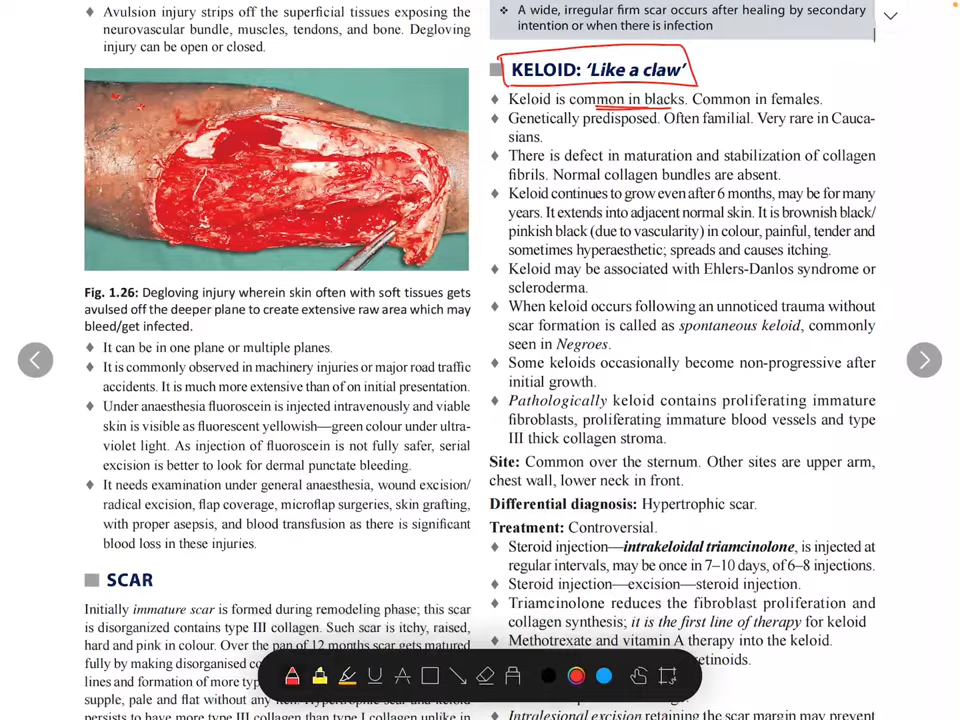 ♦ Avulsion injury strips off the superficial tissues exposing the
neurovascular bundle, muscles, tendons, and bone. Degloving
injury can be open or closed.
Fig. 1.26: Degloving injury wherein skin often with soft tissues gets
avulsed off the deeper plane to create extensive raw area which may
bleed/get infected.
♦ It can be in one plane or multiple planes.
♦ It is commonly observed in machinery injuries or major road traffic
accidents. It is much more extensive than of on initial presentation.
♦ Under anaesthesia fluoroscein is injected intravenously and viable
skin is visible as fluorescent yellowish—green colour under ultra-
violet light. As injection of fluoroscein is not fully safer, serial
excision is better to look for dermal punctate bleeding.
♦ It needs examination under general anaesthesia, wound excision/
radical excision, flap coverage, microflap surgeries, skin grafting,
with proper asepsis, and blood transfusion as there is significant
blood loss in these injuries.
SCAR
Initially immature scar is formed during remodeling phase; this scar
is disorganized contains type III collagen. Such scar is itchy, raised,
hard and pink in colour. Over the pan of 12 months scar gets matured
fully by making disorganised co
lines and formation of more typ
supply, pale and flat without any
persists to have more type III collagen than type I collagen unlike in
❖ A wide, irregular firm scar occurs after healing by secondary
intention or when there is infection
KELOID: 'Like a claw'
♦ Keloid is common in blacks. Common in females.
♦ Genetically predisposed. Often familial. Very rare in Cauca-
sians.
♦ There is defect in maturation and stabilization of collagen
fibrils. Normal collagen bundles are absent.
♦ Keloid continues to grow even after 6 months, may be for many
years. It extends into adjacent normal skin. It is brownish black/
pinkish black (due to vascularity) in colour, painful, tender and
sometimes hyperaesthetic; spreads and causes itching.
♦ Keloid may be associated with Ehlers-Danlos syndrome or
scleroderma.
♦ When keloid occurs following an unnoticed trauma without
scar formation is called as spontaneous keloid, commonly
seen in Negroes.
♦ Some keloids occasionally become non-progressive after
initial growth.
♦ Pathologically keloid contains proliferating immature
fibroblasts, proliferating immature blood vessels and type
III thick collagen stroma.
Site: Common over the sternum. Other sites are upper arm,
chest wall, lower neck in front.
Differential diagnosis: Hypertrophic scar.
Treatment: Controversial.
♦ Steroid injection—intrakeloidal triamcinolone, is injected at
regular intervals, may be once in 7–10 days, of 6–8 injections.
♦ Steroid injection—excision—steroid injection.
♦ Triamcinolone reduces the fibroblast proliferation and
collagen synthesis; it is the first line of therapy for keloid
♦ Methotrexate and vitamin A therapy into the keloid.
retinoids.
♦ Intralesional excision retaining the scar margin may prevent